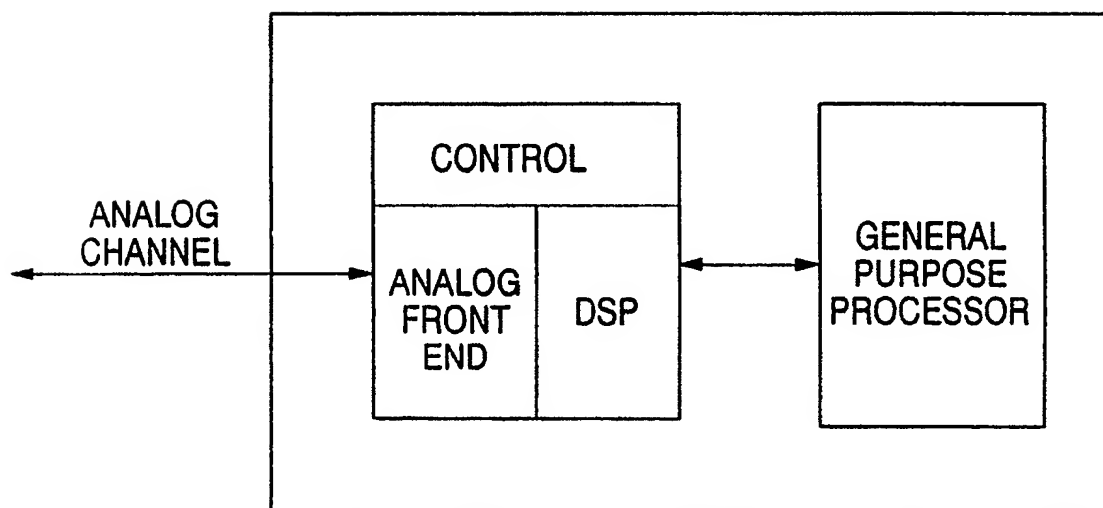 ANALOG
CHANNEL
CONTROL
ANALOG
FRONT
END
DSP
GENERAL
PURPOSE
PROCESSOR